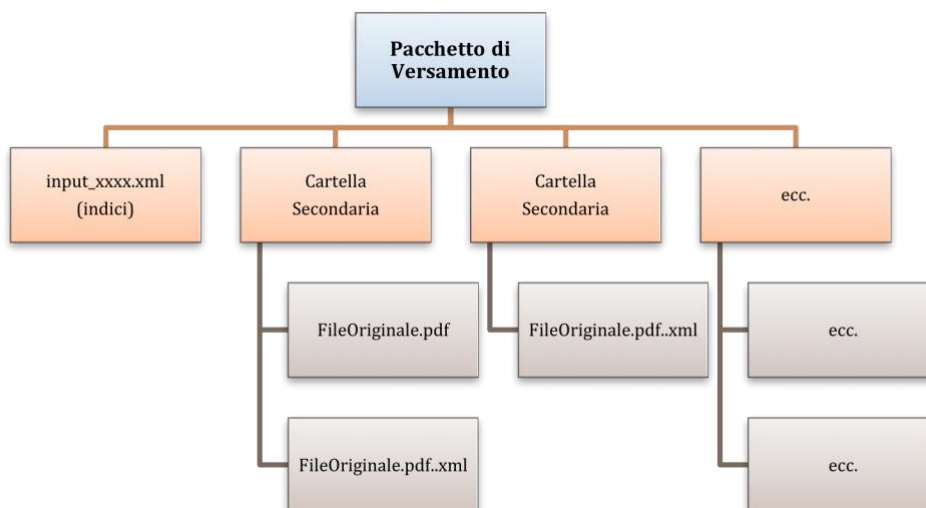 Pacchetto di
Versamento
input_xxxx.xml
(indici)
Cartella
Secondaria
Cartella
Secondaria
ecc.
FileOriginale.pdf
FileOriginale.pdf..xml
ecc.
FileOriginale.pdf..xml
ecc.